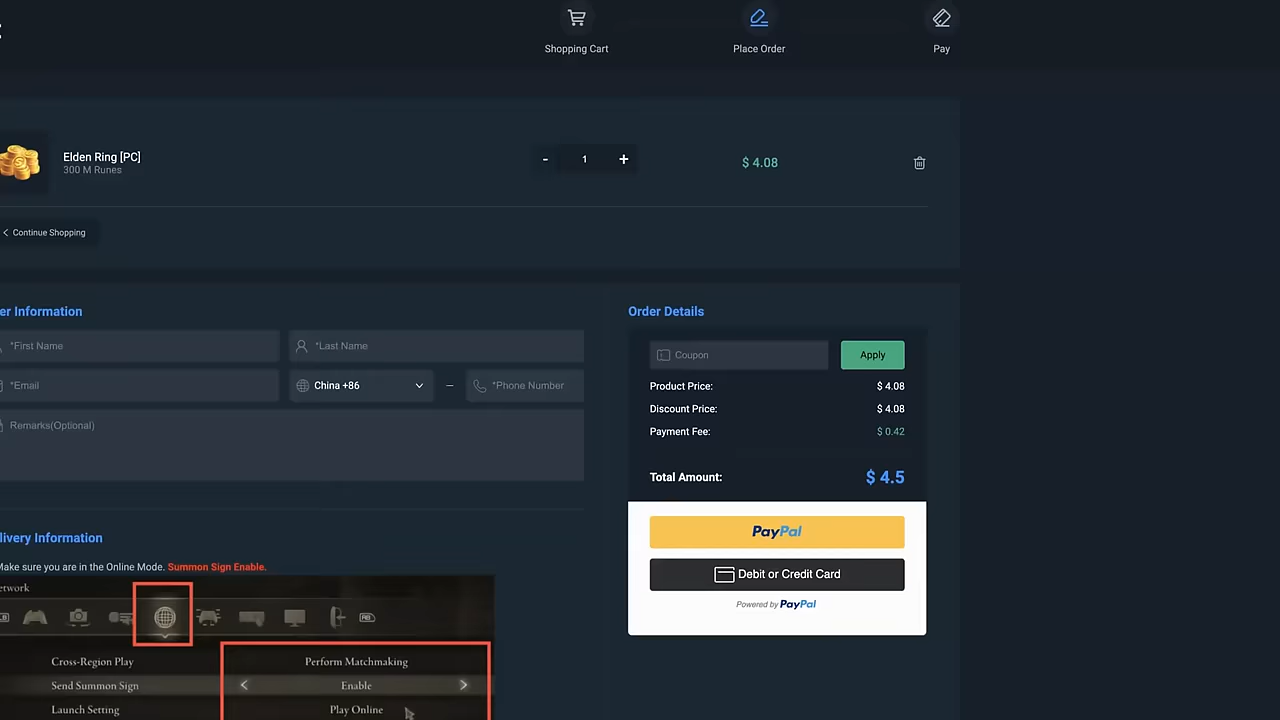 Shopping Cart
Place Order
Pay
Elden Ring [PC]
300 M Runes
- 1 +
$ 4.08
Continue Shopping
er Information
*First Name
*Last Name
*Email
China +86
*Phone Number
Remarks(Optional)
Order Details
Coupon
Apply
Product Price: $ 4.08
Discount Price: $ 4.08
Payment Fee: $ 0.42
Total Amount: $ 4.5
PayPal
Debit or Credit Card
Powered by PayPal
livery Information
Make sure you are in the Online Mode. Summon Sign Enable.
etwork
Cross-Region Play
Perform Matchmaking
Send Summon Sign
Enable
Launch Setting
Play Online